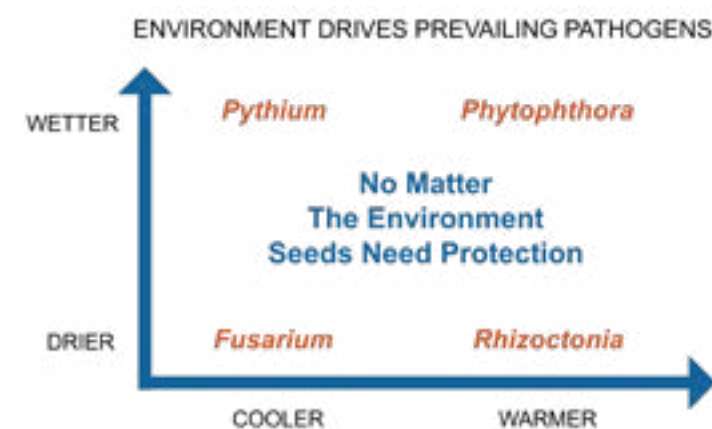 ENVIRONMENT DRIVES PREVAILING PATHOGENS
WETTER
Pythium
Phytophthora
No Matter
The Environment
Seeds Need Protection
DRIER
Fusarium
Rhizoctonia
COOLER
WARMER